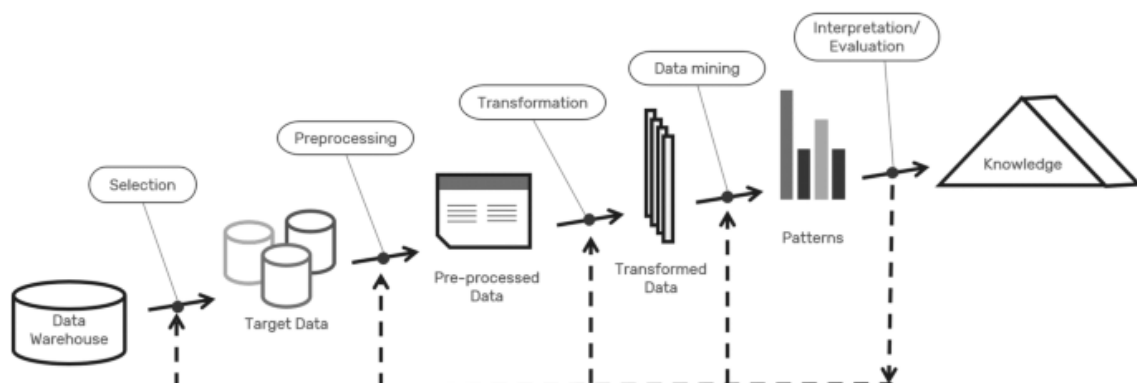 Interpretation/
Evaluation
Data mining
Transformation
Preprocessing
Selection
Knowledge
Patterns
Transformed
Data
Pre-processed
Data
Target Data
Data
Warehouse